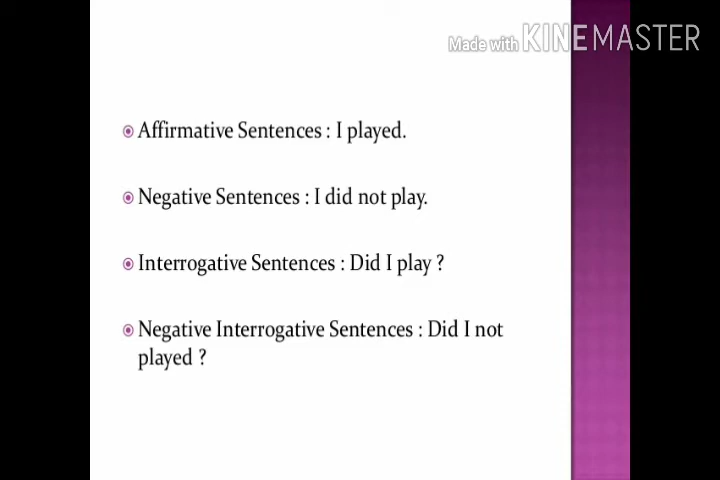 Made with KINEMASTER
Affirmative Sentences : I played.
Negative Sentences : I did not play.
Interrogative Sentences : Did I play ?
Negative Interrogative Sentences : Did I not
played ?